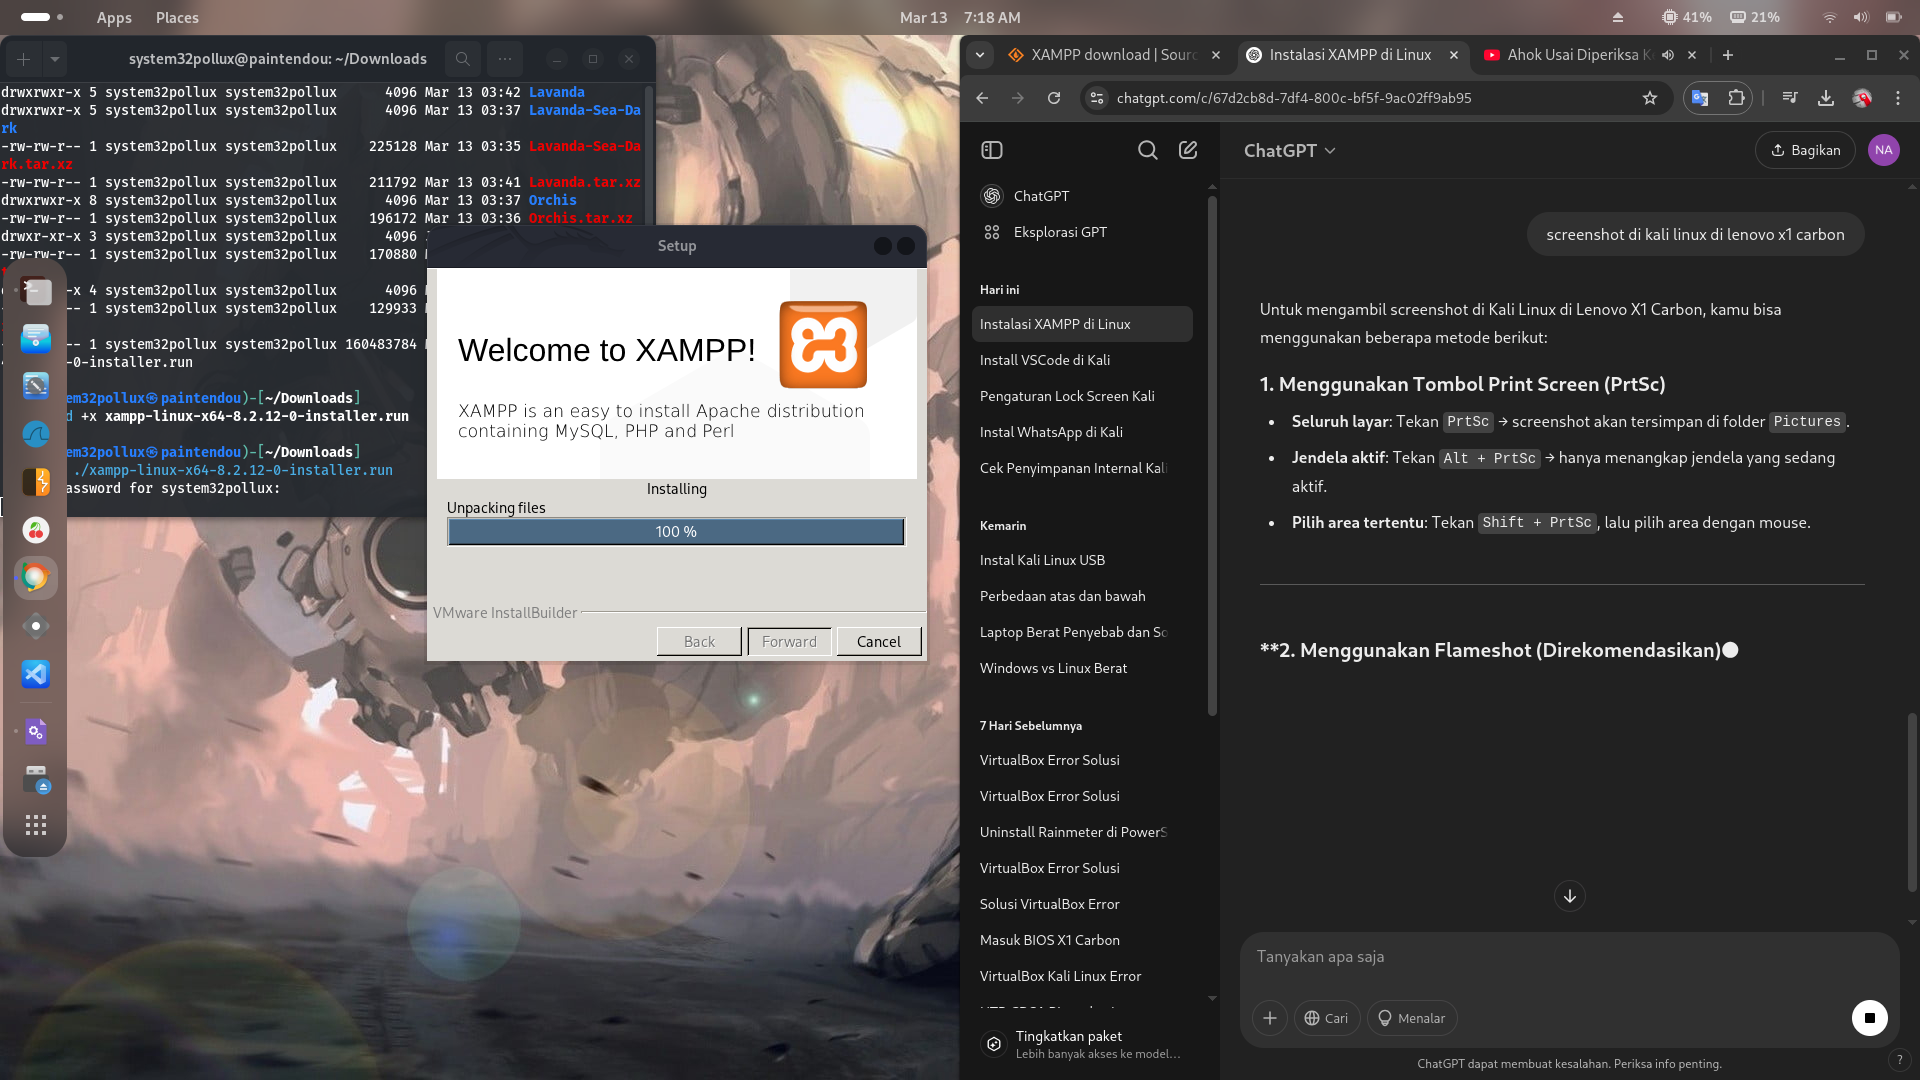 Apps Places
Mar 13 7:18 AM
41% 21%
system32pollux@paintendou: ~/Downloads
drwxrwxr-x 5 system32pollux system32pollux 4096 Mar 13 03:42 Lavanda
drwxrwxr-x 5 system32pollux system32pollux 4096 Mar 13 03:37 Lavanda-Sea-Da
rk
-rw-rw-r-- 1 system32pollux system32pollux 225128 Mar 13 03:35 Lavanda-Sea-Da
rk.tar.xz
-rw-rw-r-- 1 system32pollux system32pollux 211792 Mar 13 03:41 Lavanda.tar.xz
drwxrwxr-x 8 system32pollux system32pollux 4096 Mar 13 03:37 Orchis
-rw-rw-r-- 1 system32pollux system32pollux 196172 Mar 13 03:36 Orchis.tar.xz
drwxr-xr-x 3 system32pollux system32pollux 4096
-rw-rw-r-- 1 system32pollux system32pollux 170880
-x 4 system32pollux system32pollux 4096
-- 1 system32pollux system32pollux 129933
-- 1 system32pollux system32pollux 160483784
-0-installer.run
em32pollux㉿paintendou)-[~/Downloads]
d +x xampp-linux-x64-8.2.12-0-installer.run
em32pollux㉿paintendou)-[~/Downloads]
./xampp-linux-x64-8.2.12-0-installer.run
assword for system32pollux:
Setup
Welcome to XAMPP!
XAMPP is an easy to install Apache distribution
containing MySQL, PHP and Perl
Installing
Unpacking files
100 %
VMware InstallBuilder
Back Forward Cancel
XAMPP download | Sourc
Instalasi XAMPP di Linux
Ahok Usai Diperiksa K
chatgpt.com/c/67d2cb8d-7df4-800c-bf5f-9ac02ff9ab95
ChatGPT
Eksplorasi GPT
Hari ini
Instalasi XAMPP di Linux
Install VSCode di Kali
Pengaturan Lock Screen Kali
Instal WhatsApp di Kali
Cek Penyimpanan Internal Kali
Kemarin
Instal Kali Linux USB
Perbedaan atas dan bawah
Laptop Berat Penyebab dan So
Windows vs Linux Berat
7 Hari Sebelumnya
VirtualBox Error Solusi
VirtualBox Error Solusi
Uninstall Rainmeter di PowerS
VirtualBox Error Solusi
Solusi VirtualBox Error
Masuk BIOS X1 Carbon
VirtualBox Kali Linux Error
Tingkatkan paket
Lebih banyak akses ke model...
ChatGPT
Bagikan
NA
screenshot di kali linux di lenovo x1 carbon
Untuk mengambil screenshot di Kali Linux di Lenovo X1 Carbon, kamu bisa
menggunakan beberapa metode berikut:
1. Menggunakan Tombol Print Screen (PrtSc)
• Seluruh layar: Tekan PrtSc → screenshot akan tersimpan di folder Pictures.
• Jendela aktif: Tekan Alt + PrtSc → hanya menangkap jendela yang sedang
aktif.
• Pilih area tertentu: Tekan Shift + PrtSc, lalu pilih area dengan mouse.
**2. Menggunakan Flameshot (Direkomendasikan)
Tanyakan apa saja
Cari Menalar
ChatGPT dapat membuat kesalahan. Periksa info penting.
?